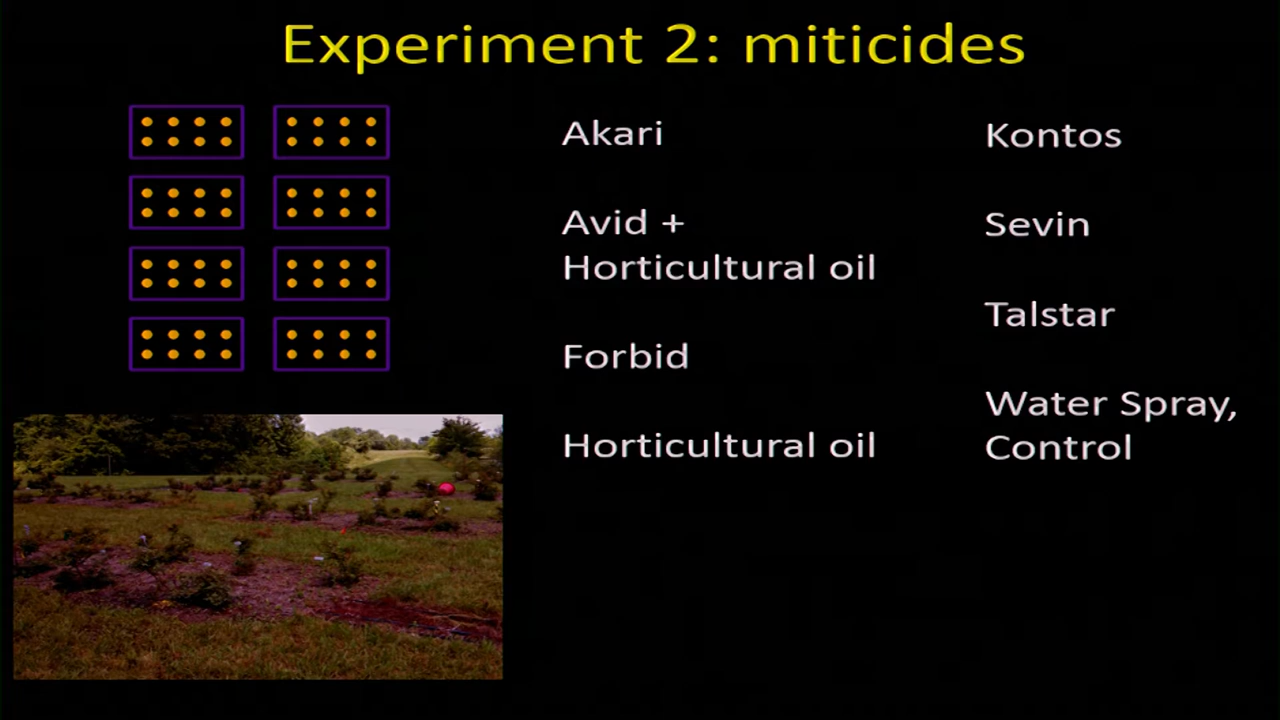 Experiment 2: miticides
Akari
Avid +
Horticultural oil
Forbid
Horticultural oil
Kontos
Sevin
Talstar
Water Spray,
Control